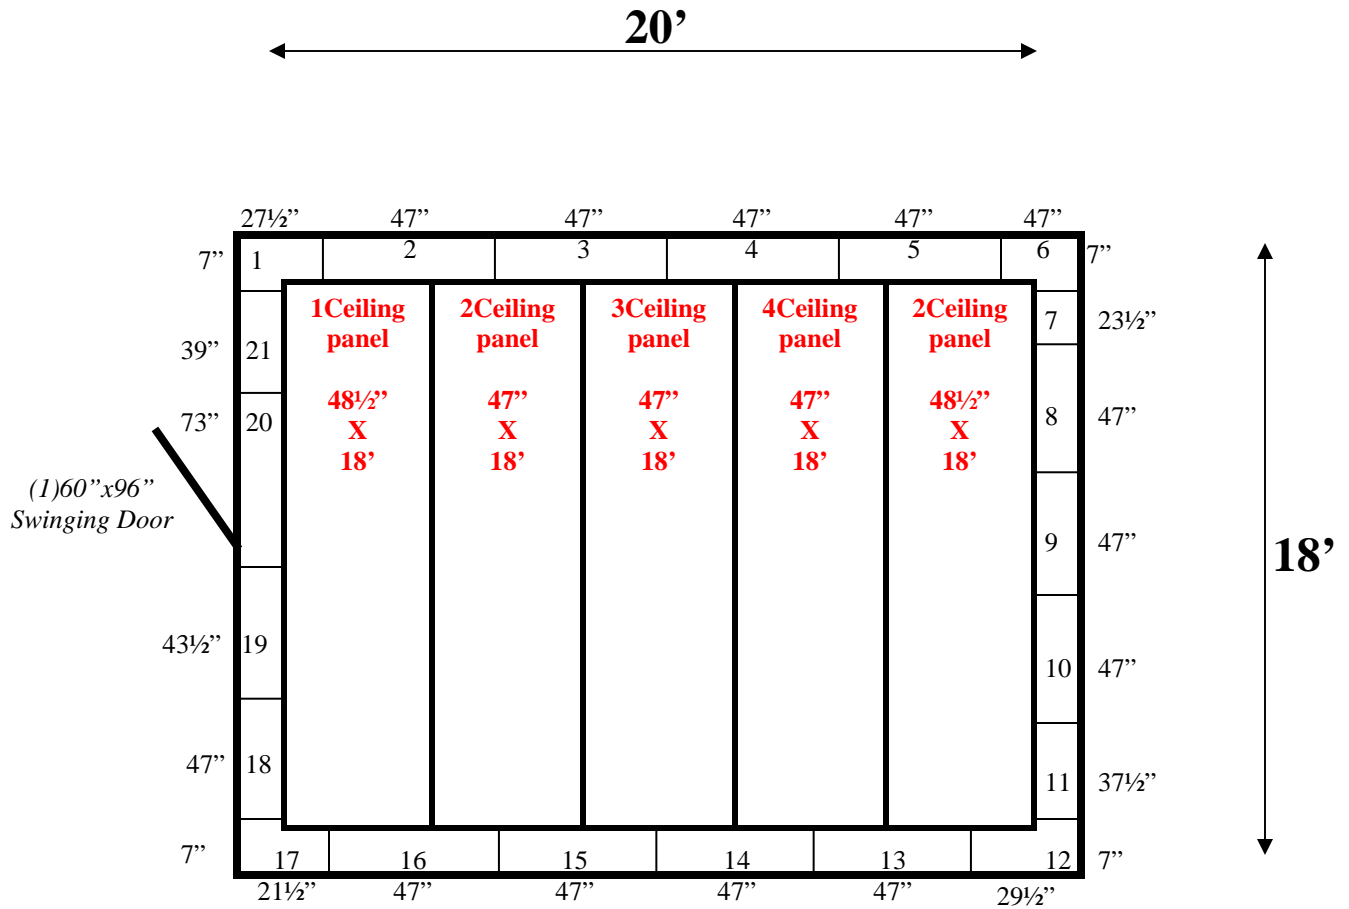 20’
27½” 47” 47” 47” 47” 47”
7” 1 2 3 4 5 6 7”
1Ceiling panel
48½”
X
18’
2Ceiling panel
47”
X
18’
3Ceiling panel
47”
X
18’
4Ceiling panel
47”
X
18’
2Ceiling panel
48½”
X
18’
7 23½”
39” 21
73” 20
8 47”
(1)60”x96”
Swinging Door
9 47”
18’
43½” 19
10 47”
47” 18
11 37½”
7” 17 16 15 14 13 12 7”
21½” 47” 47” 47” 47” 29½”